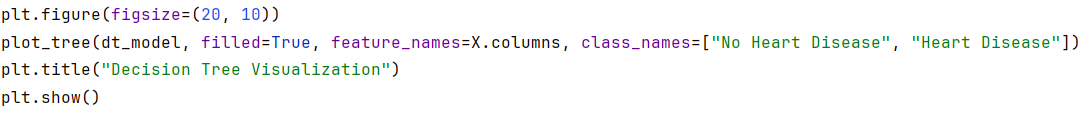 plt.figure(figsize=(20, 10))
plot_tree(dt_model, filled=True, feature_names=X.columns, class_names=["No Heart Disease", "Heart Disease"])
plt.title("Decision Tree Visualization")
plt.show()